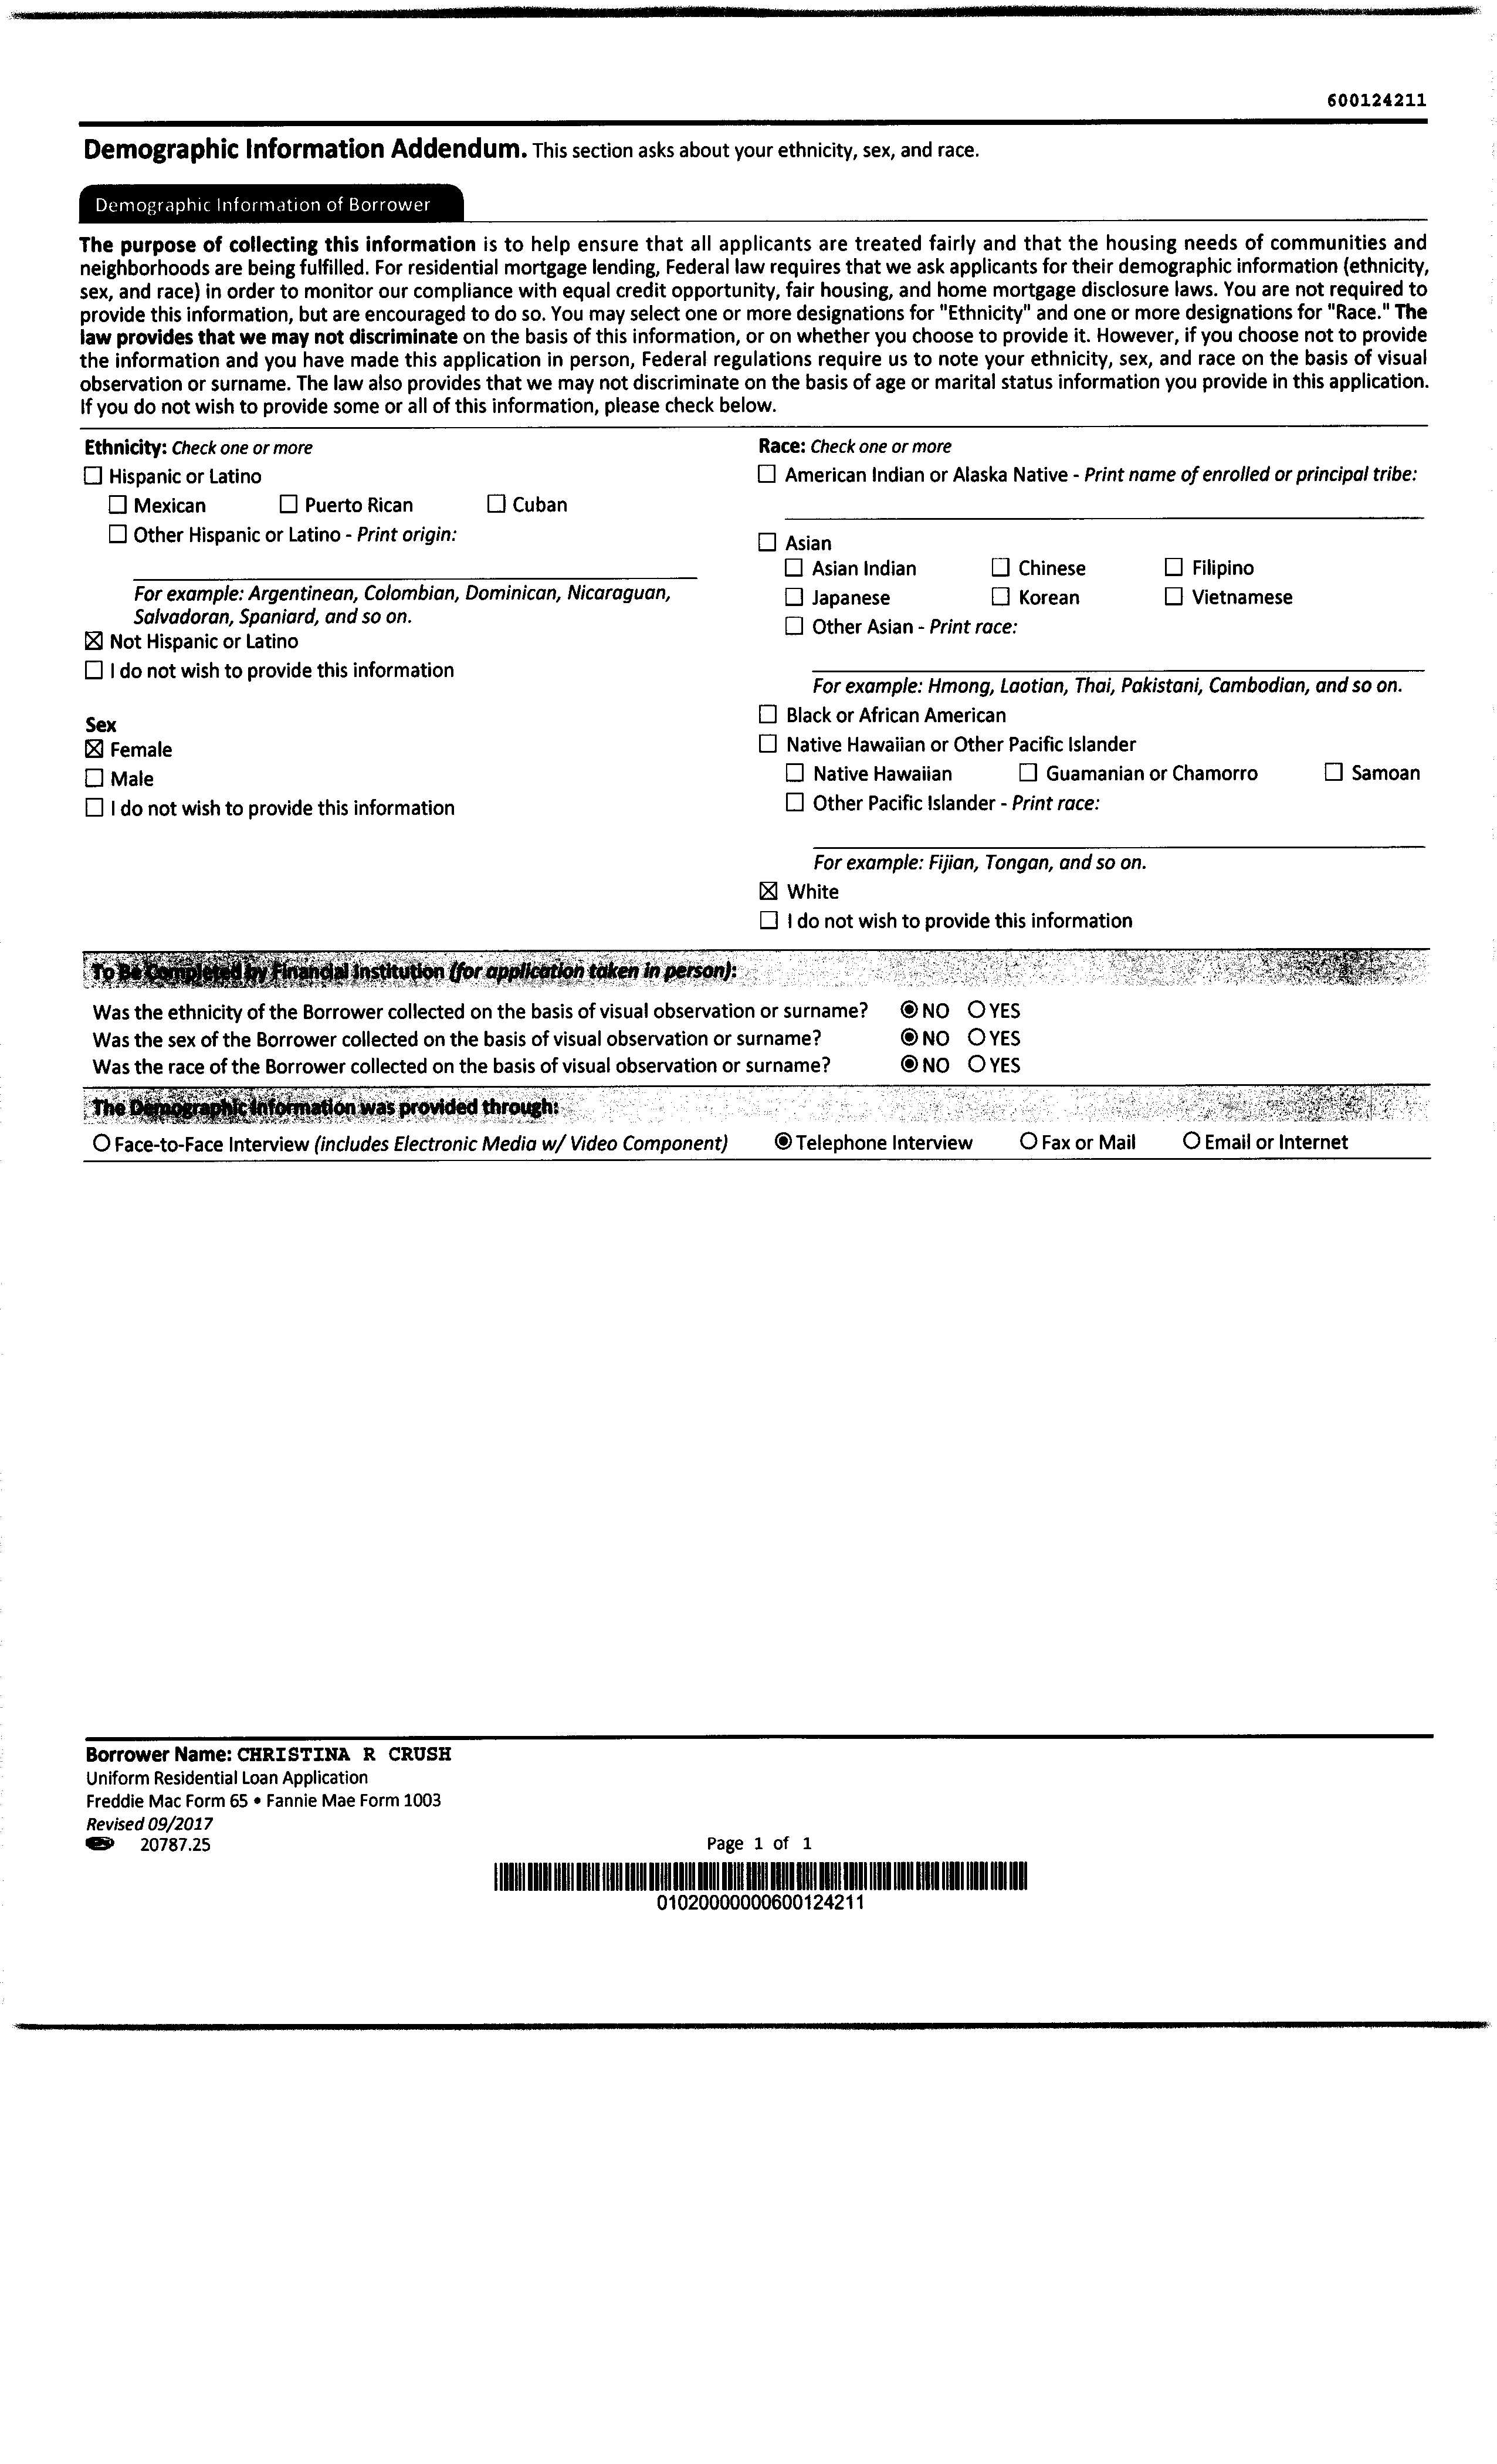 600124211
Demographic Information Addendum. This section asks about your ethnicity, sex, and race.
Demographic Information of Borrower
The purpose of collecting this information is to help ensure that all applicants are treated fairly and that the housing needs of communities and
neighborhoods are being fulfilled. For residential mortgage lending, Federal law requires that we ask applicants for their demographic information (ethnicity,
sex, and race) in order to monitor our compliance with equal credit opportunity, fair housing, and home mortgage disclosure laws. You are not required to
provide this information, but are encouraged to do so. You may select one or more designations for "Ethnicity" and one or more designations for "Race." The
law provides that we may not discriminate on the basis of this information, or on whether you choose to provide it. However, if you choose not to provide
the information and you have made this application in person, Federal regulations require us to note your ethnicity, sex, and race on the basis of visual
observation or surname. The law also provides that we may not discriminate on the basis of age or marital status information you provide in this application.
If you do not wish to provide some or all of this information, please check below.
Ethnicity: Check one or more
☐ Hispanic or Latino
☐ Mexican ☐ Puerto Rican ☐ Cuban
☐ Other Hispanic or Latino - Print origin:
For example: Argentinean, Colombian, Dominican, Nicaraguan,
Salvadoran, Spaniard, and so on.
☒ Not Hispanic or Latino
☐ I do not wish to provide this information
Sex
☒ Female
☐ Male
☐ I do not wish to provide this information
Race: Check one or more
☐ American Indian or Alaska Native - Print name of enrolled or principal tribe:
☐ Asian
☐ Asian Indian ☐ Chinese ☐ Filipino
☐ Japanese ☐ Korean ☐ Vietnamese
☐ Other Asian - Print race:
For example: Hmong, Laotian, Thai, Pakistani, Cambodian, and so on.
☐ Black or African American
☐ Native Hawaiian or Other Pacific Islander
☐ Native Hawaiian ☐ Guamanian or Chamorro ☐ Samoan
☐ Other Pacific Islander - Print race:
For example: Fijian, Tongan, and so on.
☒ White
☐ I do not wish to provide this information
To Be Completed by Financial Institution (for application taken in person):
Was the ethnicity of the Borrower collected on the basis of visual observation or surname? ◉ NO ○ YES
Was the sex of the Borrower collected on the basis of visual observation or surname? ◉ NO ○ YES
Was the race of the Borrower collected on the basis of visual observation or surname? ◉ NO ○ YES
The Demographic Information was provided through:
○ Face-to-Face Interview (includes Electronic Media w/ Video Component) ◉ Telephone Interview ○ Fax or Mail ○ Email or Internet
Borrower Name: CHRISTINA R CRUSH
Uniform Residential Loan Application
Freddie Mac Form 65 • Fannie Mae Form 1003
Revised 09/2017
20787.25
Page 1 of 1
01020000000600124211